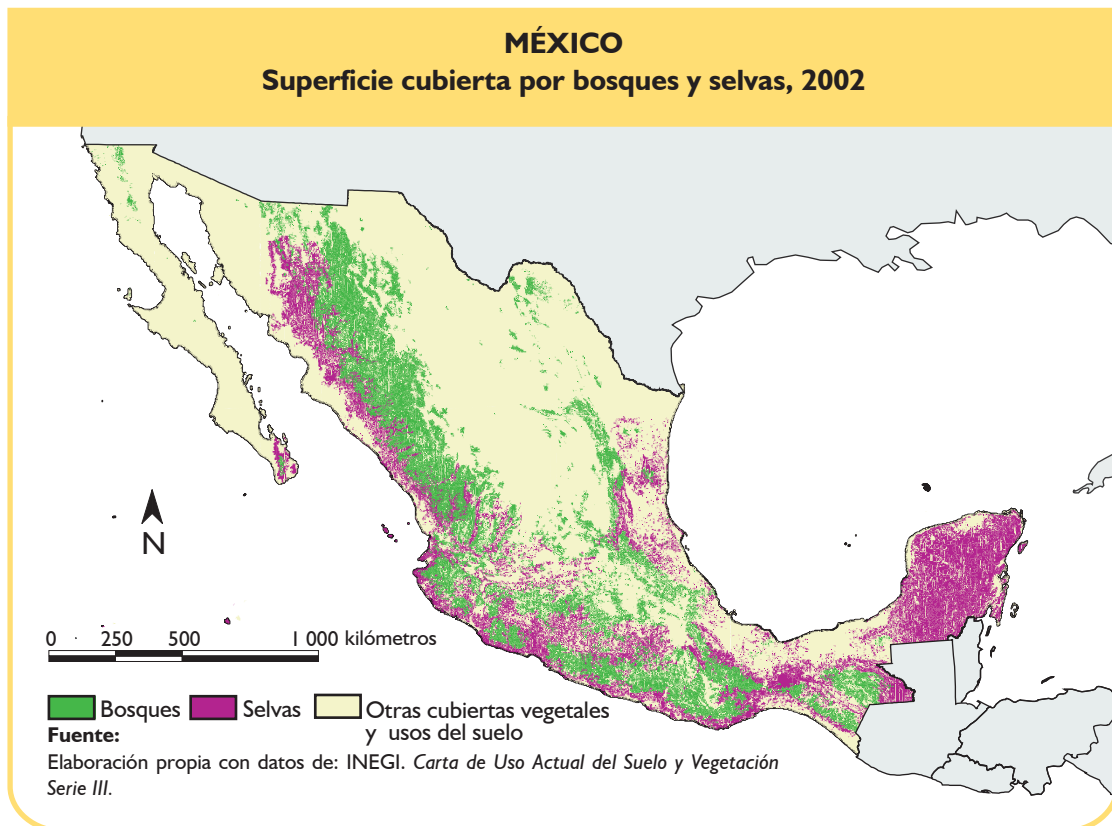 MÉXICO
Superficie cubierta por bosques y selvas, 2002
N
0 250 500 1 000 kilómetros
Bosques Selvas Otras cubiertas vegetales
y usos del suelo
Fuente:
Elaboración propia con datos de: INEGI. Carta de Uso Actual del Suelo y Vegetación
Serie III.